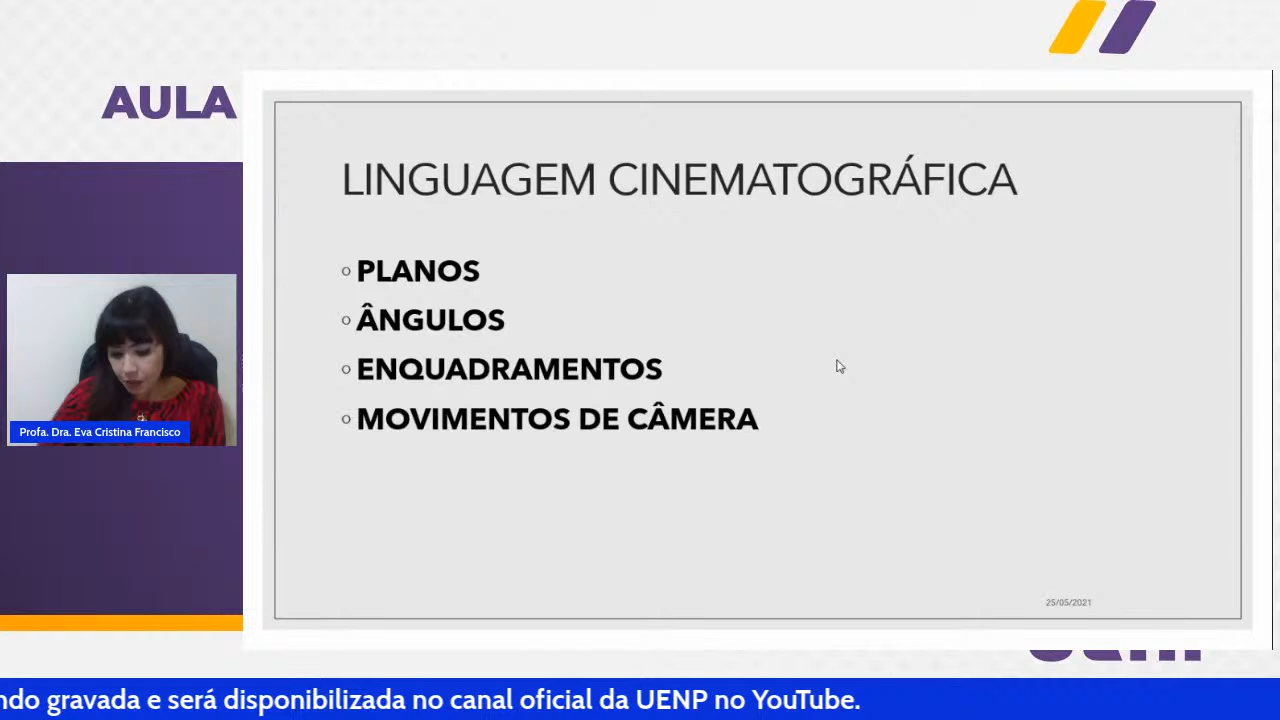 AULA
LINGUAGEM CINEMATOGRÁFICA
PLANOS
ÂNGULOS
ENQUADRAMENTOS
MOVIMENTOS DE CÂMERA
Profa. Dra. Eva Cristina Francisco
25/05/2021
ndo gravada e será disponibilizada no canal oficial da UENP no YouTube.